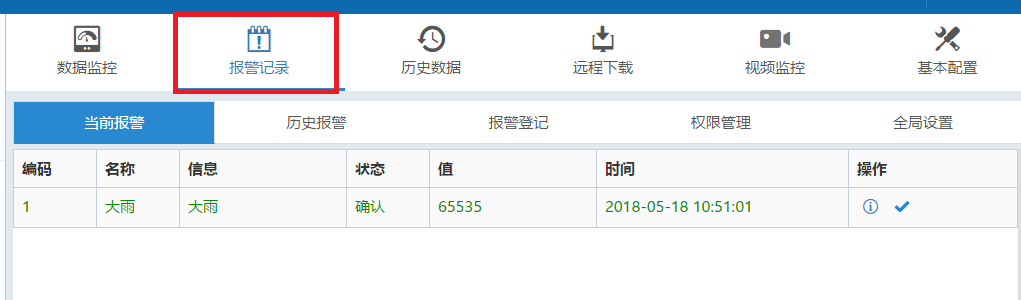 数据监控 报警记录 历史数据 远程下载 视频监控 基本配置
当前报警 历史报警 报警登记 权限管理 全局设置
编码 名称 信息 状态 值 时间 操作
1 大雨 大雨 确认 65535 2018-05-18 10:51:01